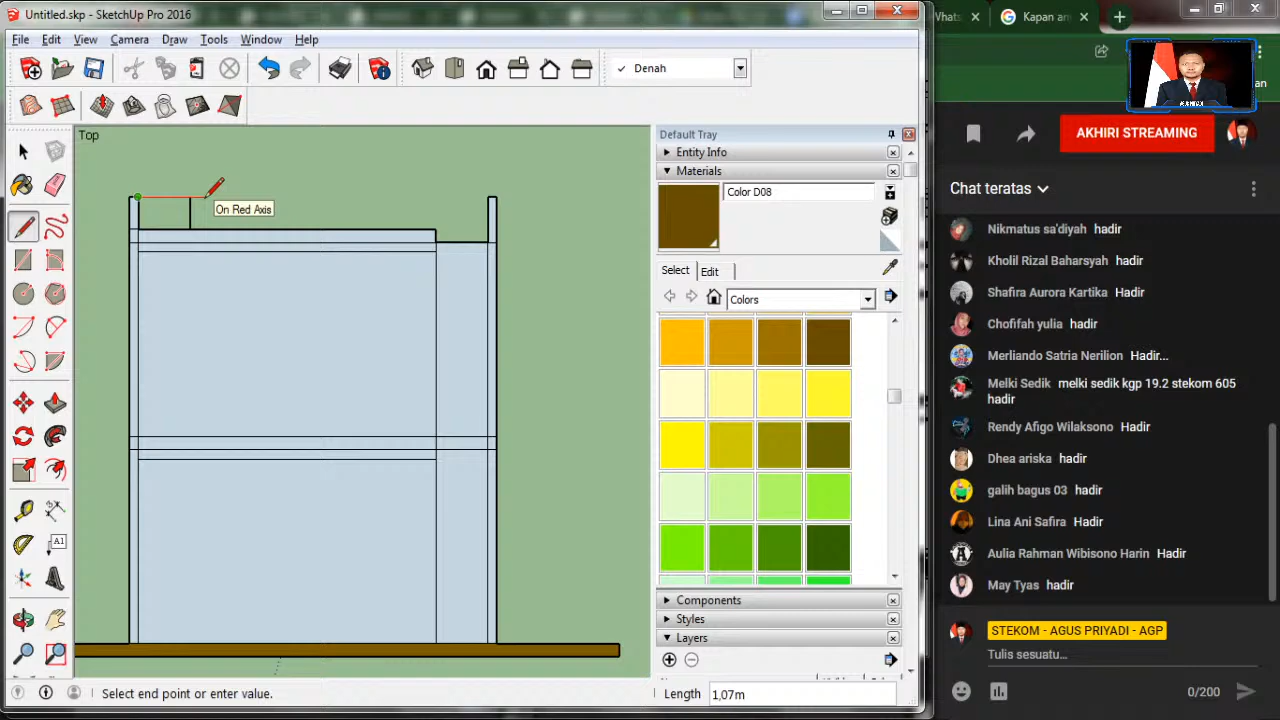 Untitled.skp - SketchUp Pro 2016
Whats
Kapan an
File Edit View Camera Draw Tools Window Help
Denah
an
AKHIRI STREAMING
Top
Default Tray
Entity Info
Materials
Color D08
Chat teratas
On Red Axis
Select Edit
Colors
Nikmatus sa'diyah hadir
Kholil Rizal Baharsyah hadir
Shafira Aurora Kartika Hadir
Chofifah yulia hadir
Merliando Satria Nerilion Hadir...
Melki Sedik melki sedik kgp 19.2 stekom 605
hadir
Rendy Afigo Wilaksono Hadir
Dhea ariska hadir
galih bagus 03 hadir
Lina Ani Safira Hadir
Aulia Rahman Wibisono Harin Hadir
May Tyas hadir
A1
Components
Styles
Layers
STEKOM - AGUS PRIYADI - AGP
Tulis sesuatu...
0/200
Select end point or enter value.
Length 1,07m